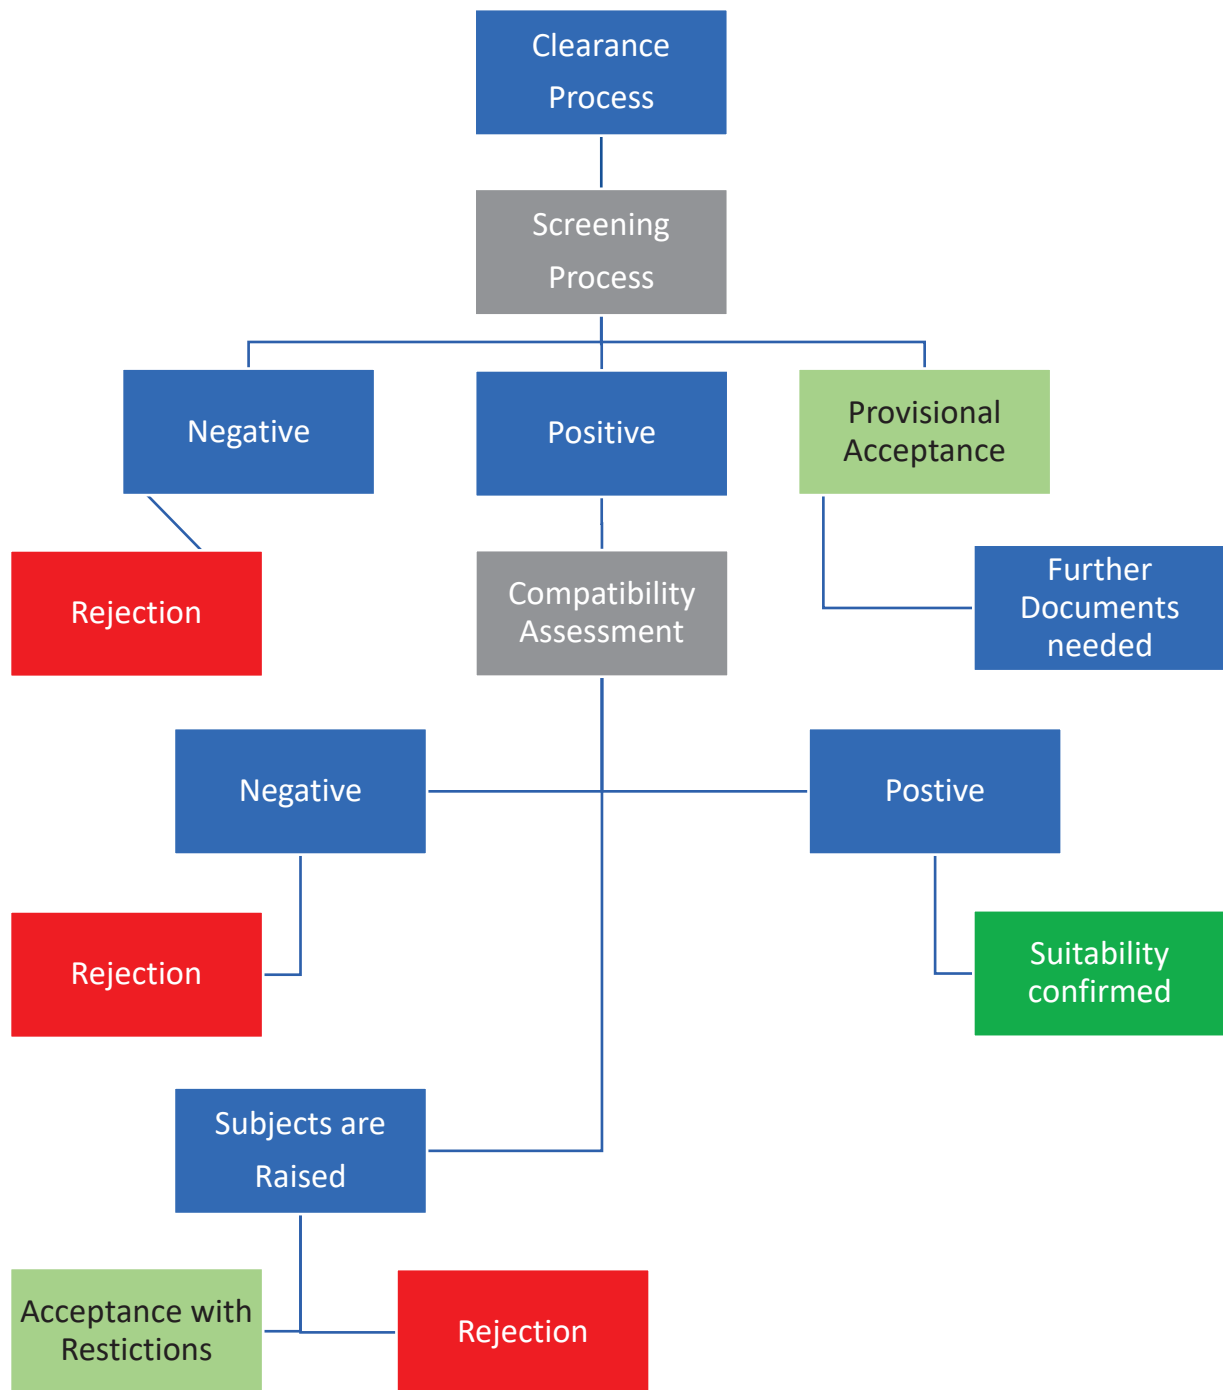 Clearance
Process
Screening
Process
Negative
Positive
Provisional
Acceptance
Rejection
Compatibility
Assessment
Further
Documents
needed
Negative
Postive
Rejection
Suitability
confirmed
Subjects are
Raised
Acceptance with
Restictions
Rejection